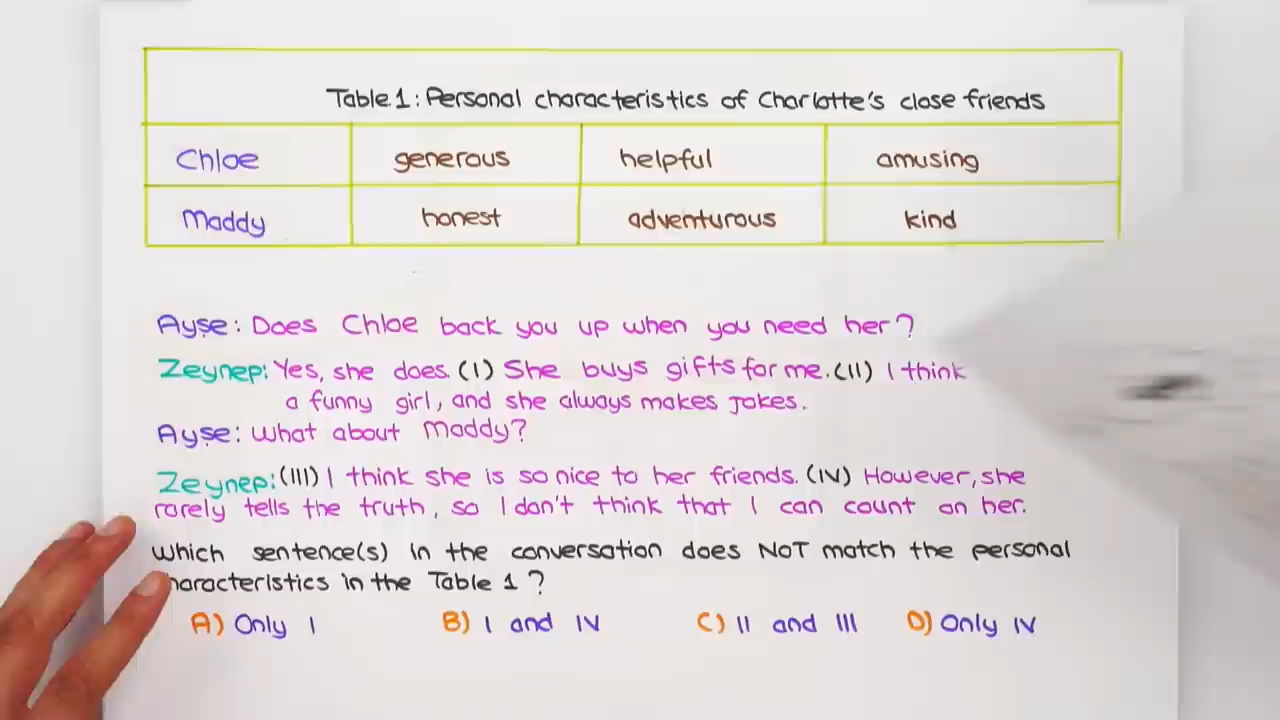 Table 1: Personal characteristics of Charlotte's close friends
Chloe generous helpful amusing
Maddy honest adventurous kind
Ayşe: Does Chloe back you up when you need her?
Zeynep: Yes, she does. (I) She buys gifts for me. (II) I think
a funny girl, and she always makes jokes.
Ayşe: What about Maddy?
Zeynep: (III) I think she is so nice to her friends. (IV) However, she
rarely tells the truth, so I don't think that I can count on her.
Which sentence(s) in the conversation does NOT match the personal
haracteristics in the Table 1?
A) Only I B) I and IV C) II and III D) Only IV